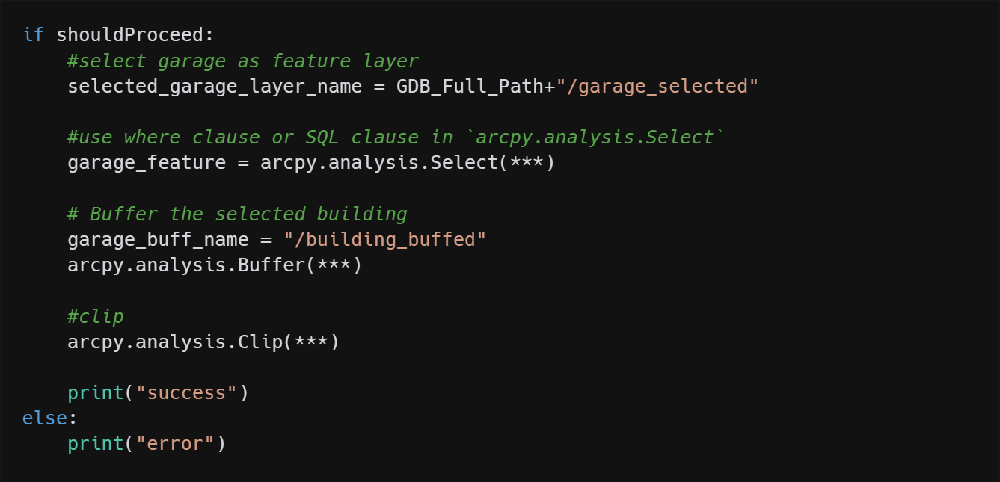 if shouldProceed:
    #select garage as feature layer
    selected_garage_layer_name = GDB_Full_Path+"/garage_selected"

    #use where clause or SQL clause in `arcpy.analysis.Select`
    garage_feature = arcpy.analysis.Select(***)

    # Buffer the selected building
    garage_buff_name = "/building_buffed"
    arcpy.analysis.Buffer(***)

    #clip
    arcpy.analysis.Clip(***)

    print("success")
else:
    print("error")